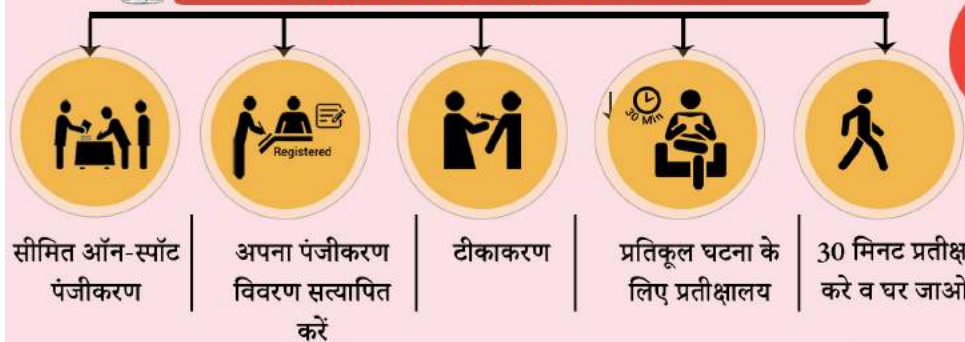 30 Min
Registered
सीमित ऑन-स्पॉट
पंजीकरण
अपना पंजीकरण
विवरण सत्यापित
करें
टीकाकरण
प्रतिकूल घटना के
लिए प्रतीक्षालय
30 मिनट
करे व घर जाओ